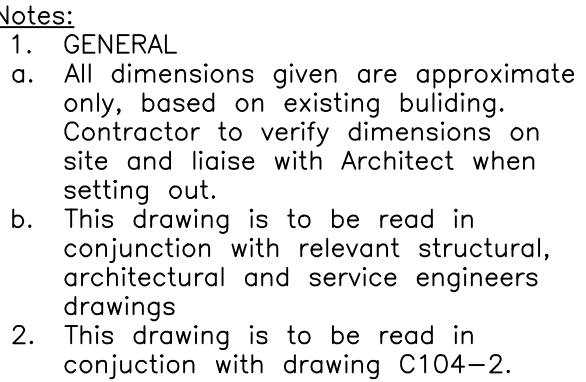 Notes:
1. GENERAL
a. All dimensions given are approximate
only, based on existing buliding.
Contractor to verify dimensions on
site and liaise with Architect when
setting out.
b. This drawing is to be read in
conjunction with relevant structural,
architectural and service engineers
drawings
2. This drawing is to be read in
conjuction with drawing C104-2.